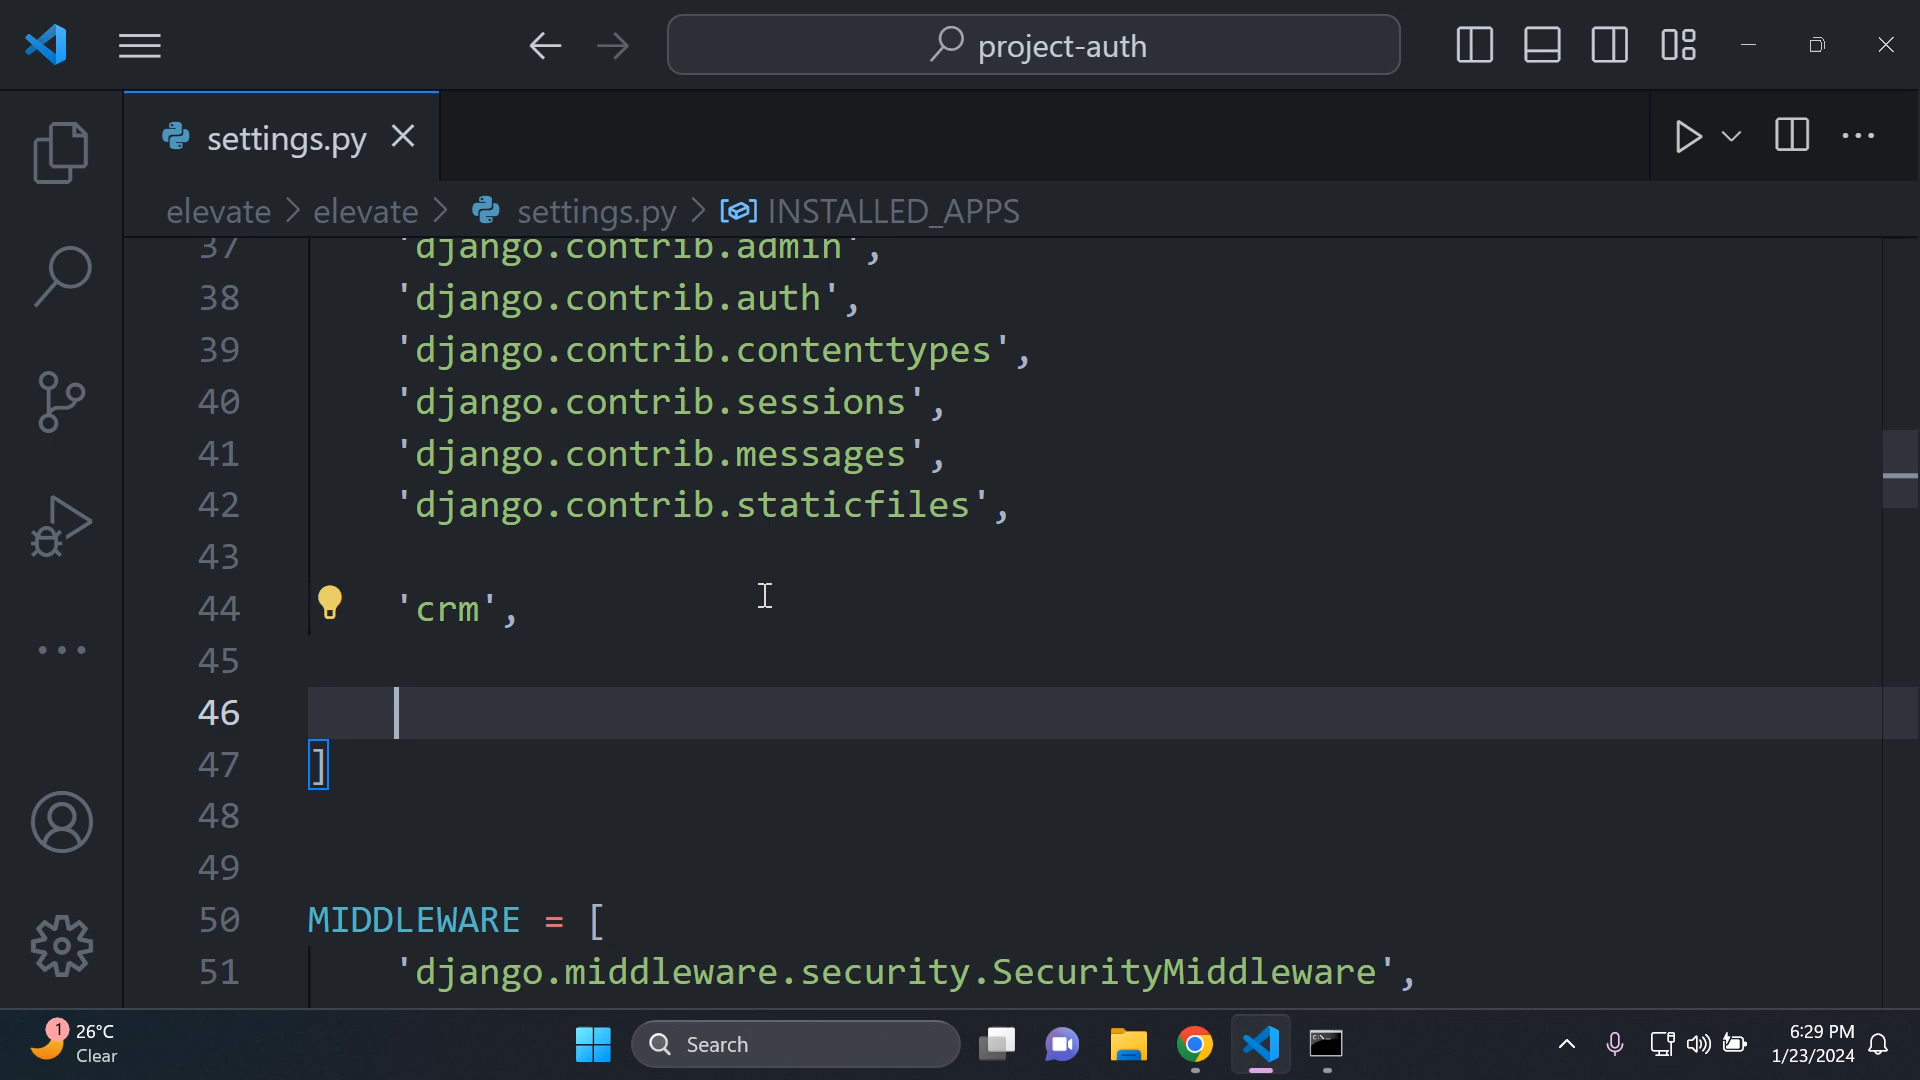 project-auth
settings.py
elevate > elevate > settings.py > INSTALLED_APPS
37 'django.contrib.admin',
38 'django.contrib.auth',
39 'django.contrib.contenttypes',
40 'django.contrib.sessions',
41 'django.contrib.messages',
42 'django.contrib.staticfiles',
43
44 'crm',
45
46
47 ]
48
49
50 MIDDLEWARE = [
51 'django.middleware.security.SecurityMiddleware',
1
26°C
Clear
Search
6:29 PM
1/23/2024